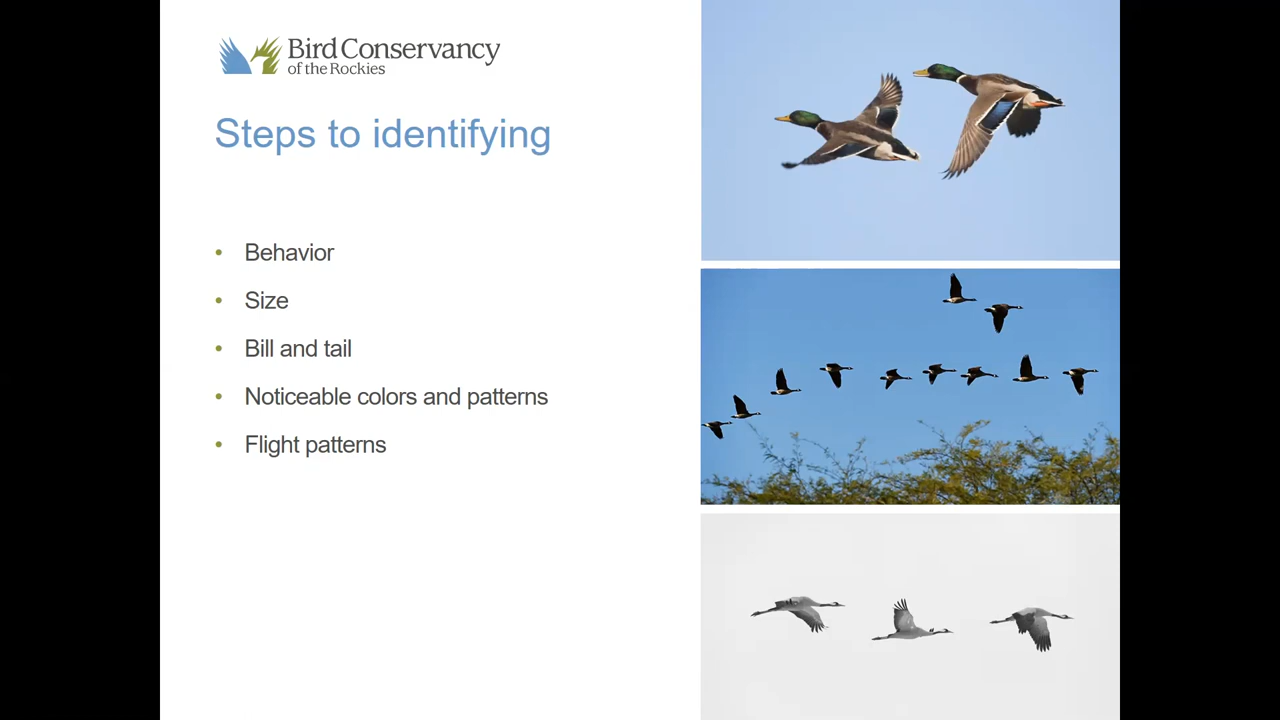 Bird Conservancy
of the Rockies
Steps to identifying
• Behavior
• Size
• Bill and tail
• Noticeable colors and patterns
• Flight patterns